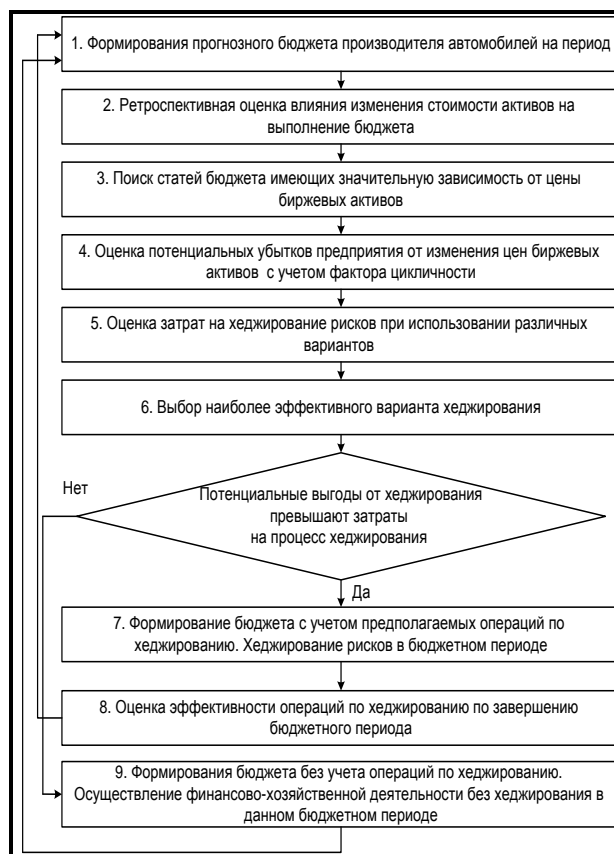 1. Формирования прогнозного бюджета производителя автомобилей на период
2. Ретроспективная оценка влияния изменения стоимости активов на
выполнение бюджета
3. Поиск статей бюджета имеющих значительную зависимость от цены
биржевых активов
4. Оценка потенциальных убытков предприятия от изменения цен биржевых
активов с учетом фактора цикличности
5. Оценка затрат на хеджирование рисков при использовании различных
вариантов
6. Выбор наиболее эффективного варианта хеджирования
Нет
Потенциальные выгоды от хеджирования
превышают затраты
на процесс хеджирования
Да
7. Формирование бюджета с учетом предполагаемых операций по
хеджированию. Хеджирование рисков в бюджетном периоде
8. Оценка эффективности операций по хеджированию по завершению
бюджетного периода
9. Формирования бюджета без учета операций по хеджированию.
Осуществление финансово-хозяйственной деятельности без хеджирования в
данном бюджетном периоде